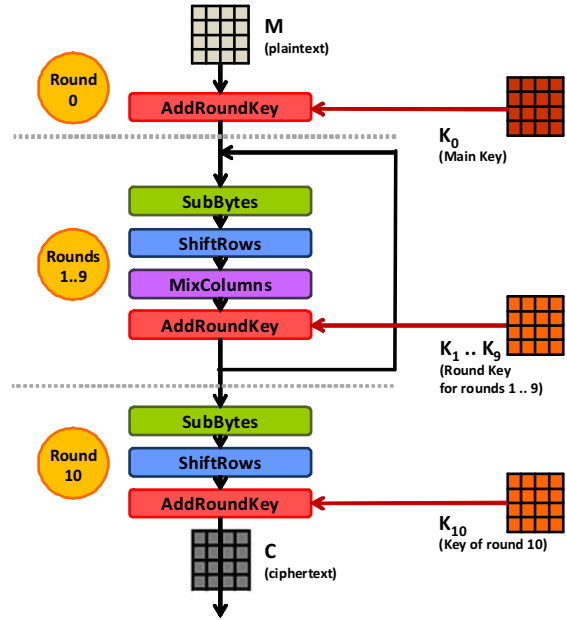 M
(plaintext)
Round
0
AddRoundKey
K0
(Main Key)
SubBytes
ShiftRows
Rounds
1..9
MixColumns
AddRoundKey
K1 .. K9
(Round Key
for rounds 1 .. 9)
SubBytes
Round
10
ShiftRows
AddRoundKey
K10
(Key of round 10)
C
(ciphertext)